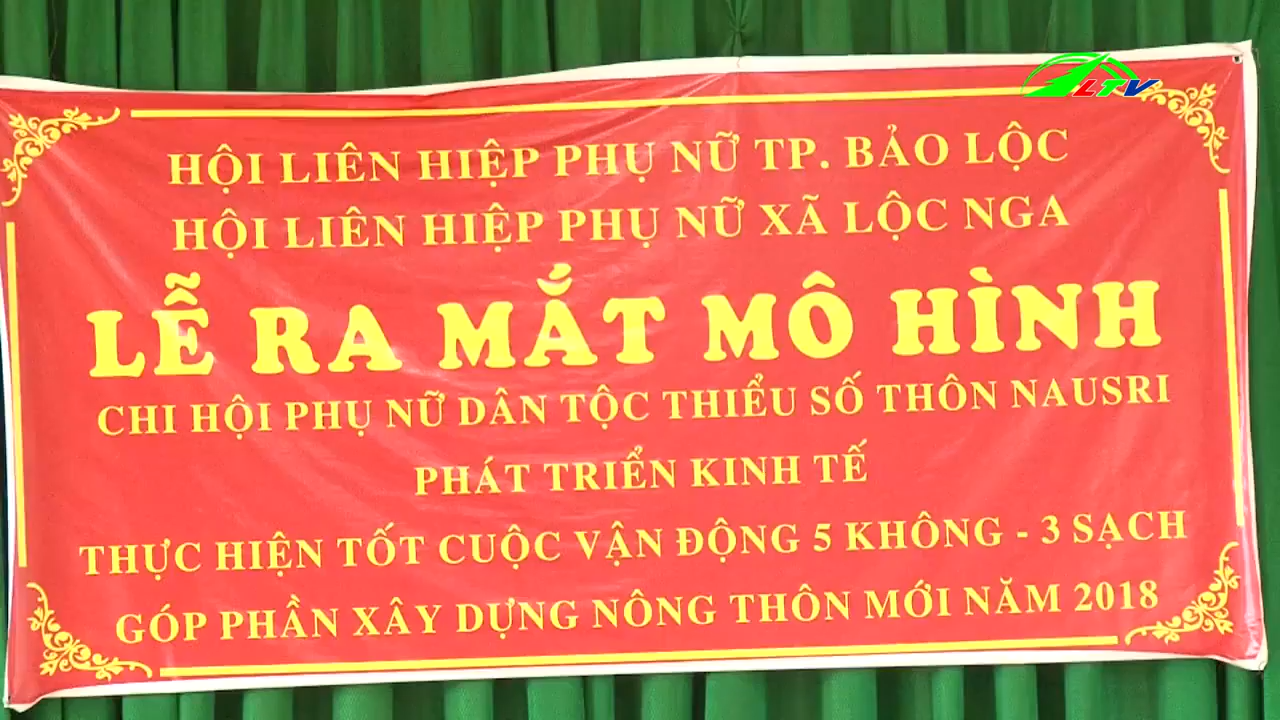 LTV
HỘI LIÊN HIỆP PHỤ NỮ TP. BẢO LỘC
HỘI LIÊN HIỆP PHỤ NỮ XÃ LỘC NGA
LỄ RA MẮT MÔ HÌNH
CHI HỘI PHỤ NỮ DÂN TỘC THIỂU SỐ THÔN NAUSRI
PHÁT TRIỂN KINH TẾ
THỰC HIỆN TỐT CUỘC VẬN ĐỘNG 5 KHÔNG - 3 SẠCH
GÓP PHẦN XÂY DỰNG NÔNG THÔN MỚI NĂM 2018